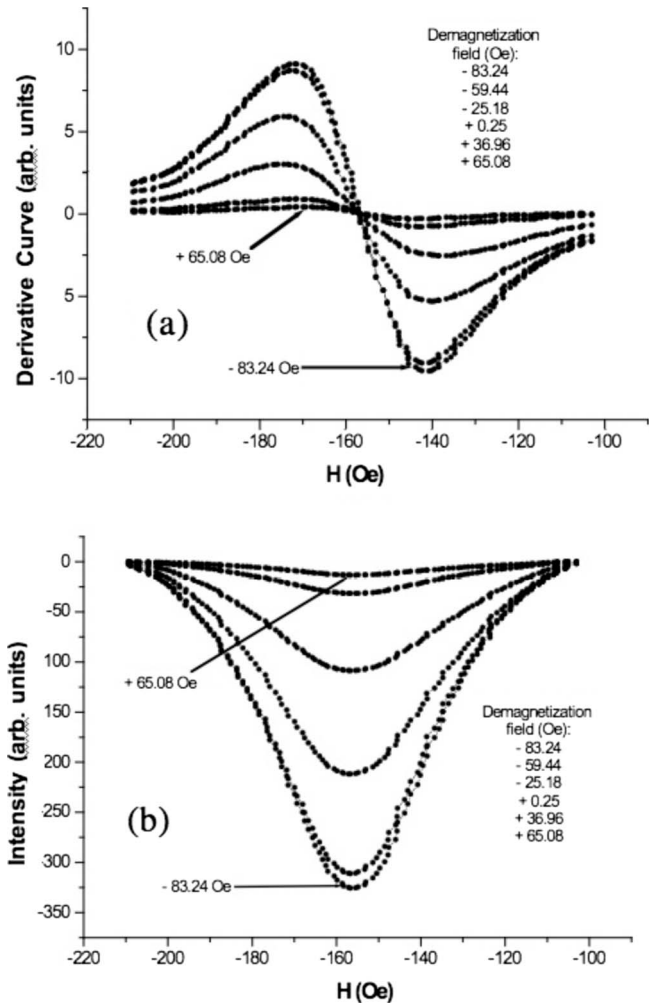 Demagnetization
field (Oe):
- 83.24
- 59.44
- 25.18
+ 0.25
+ 36.96
+ 65.08
10
5
0
5
-10
Derivative Curve (arb. units)
+ 65.08 Oe
(a)
- 83.24 Oe
-220 -200 -180 -160 -140 -120 -100
H (Oe)
0
-50
100
150
200
250
300
-350
Intensity (arb. units)
+ 65.08 Oe
Demagnetization
field (Oe):
- 83.24
- 59.44
- 25.18
+ 0.25
+ 36.96
+ 65.08
(b)
- 83.24 Oe
-220 -200 -180 -160 -140 -120 -100
H (Oe)